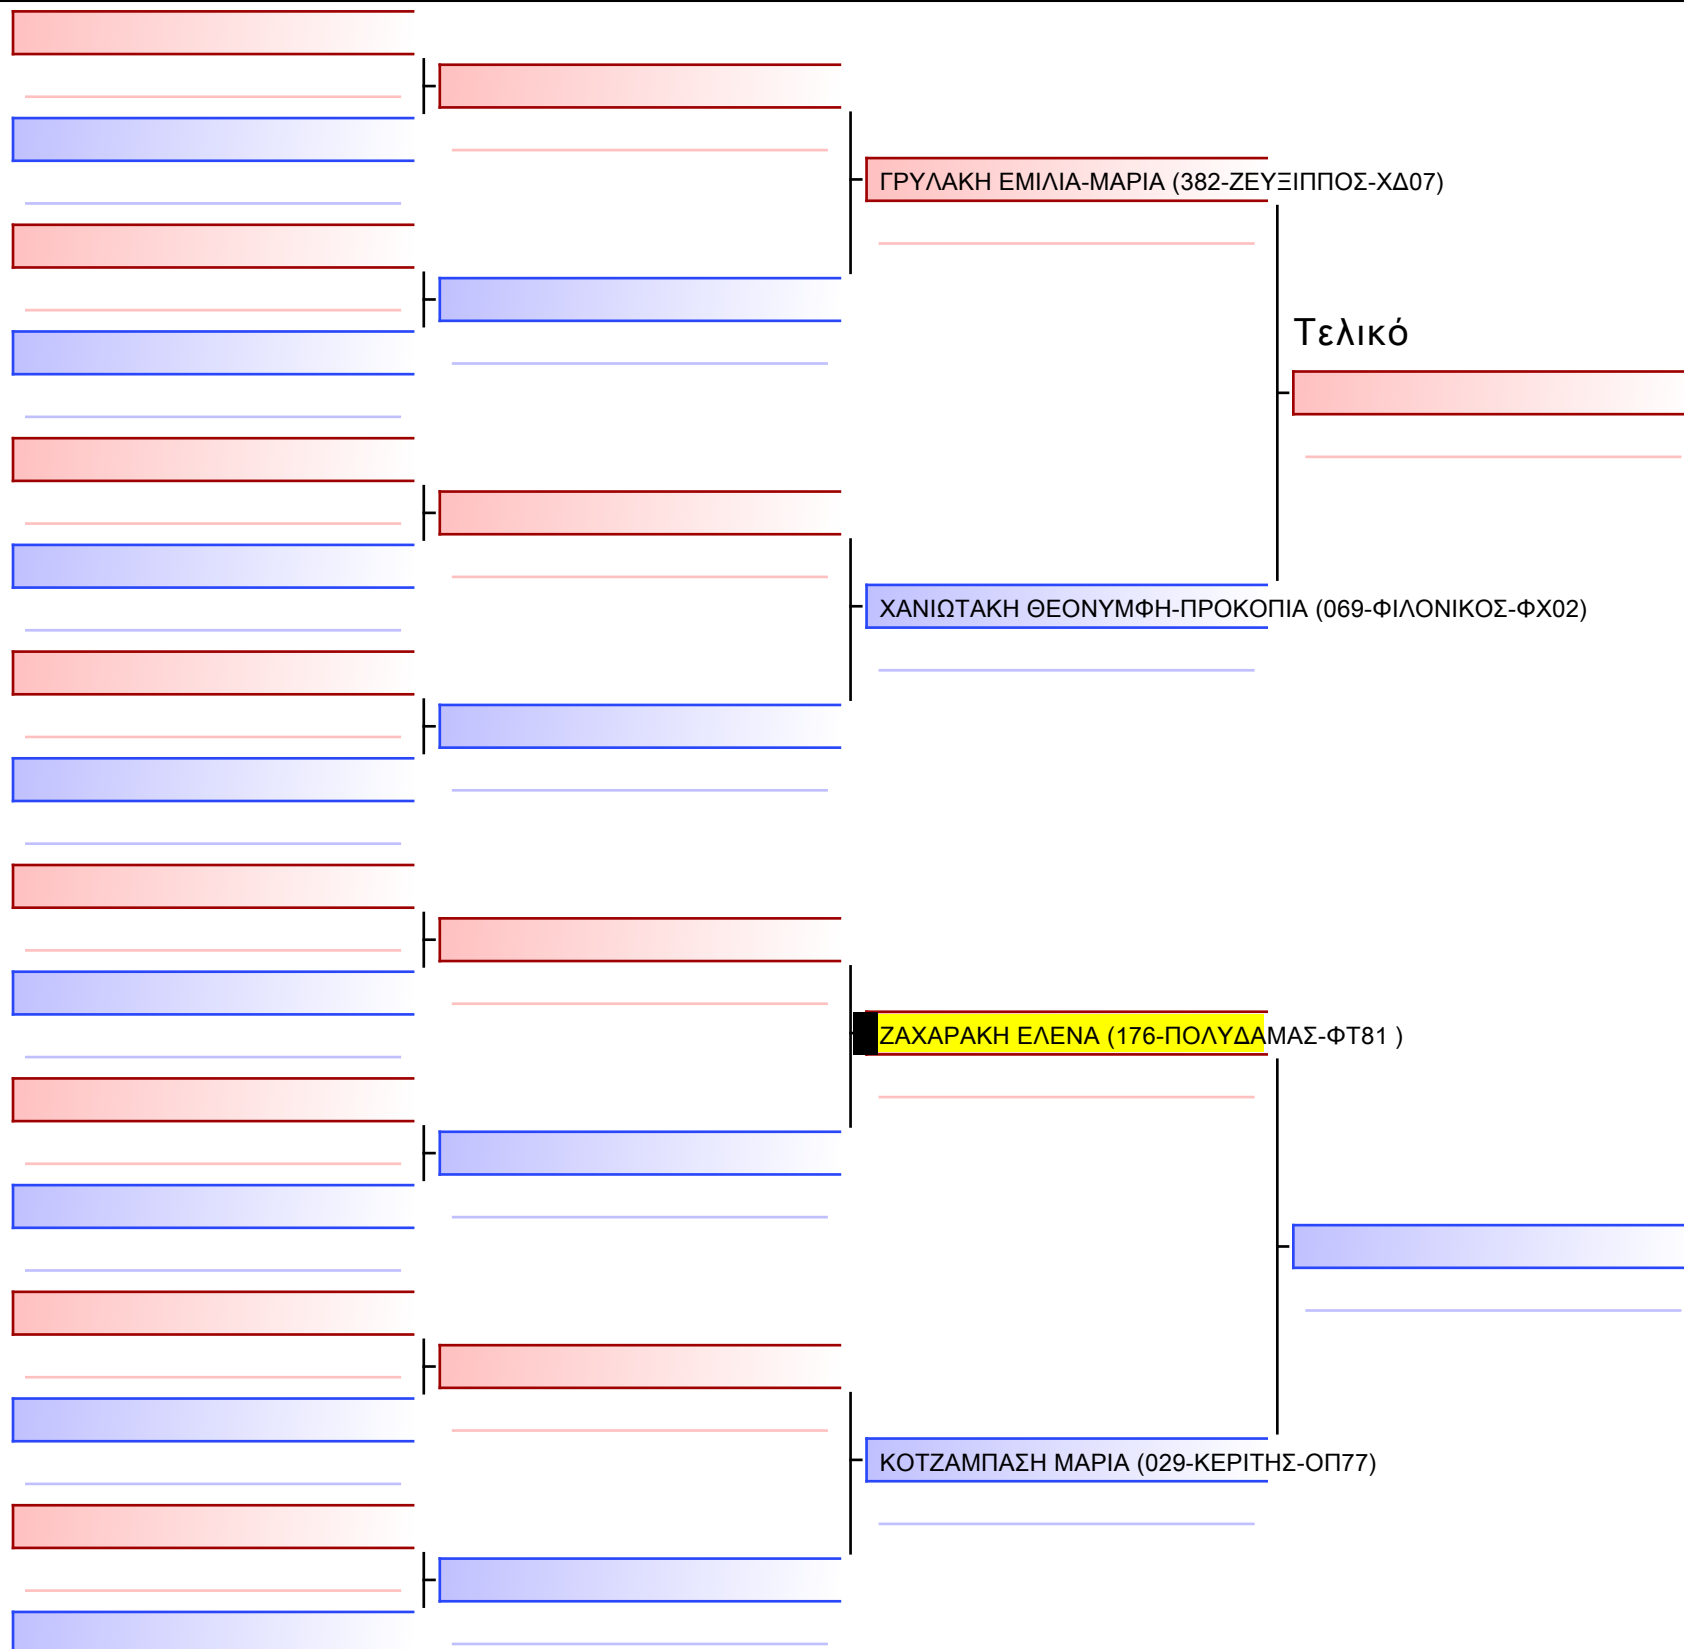 ΓΡΥΛΑΚΗ ΕΜΙΛΙΑ-ΜΑΡΙΑ (382-ΖΕΥΞΙΠΠΟΣ-ΧΔ07)
Τελικό
ΧΑΝΙΩΤΑΚΗ ΘΕΟΝΥΜΦΗ-ΠΡΟΚΟΠΙΑ (069-ΦΙΛΟΝΙΚΟΣ-ΦΧ02)
ΖΑΧΑΡΑΚΗ ΕΛΕΝΑ (176-ΠΟΛΥΔΑΜΑΣ-ΦΤ81 )
ΚΟΤΖΑΜΠΑΣΗ ΜΑΡΙΑ (029-ΚΕΡΙΤΗΣ-ΟΠ77)